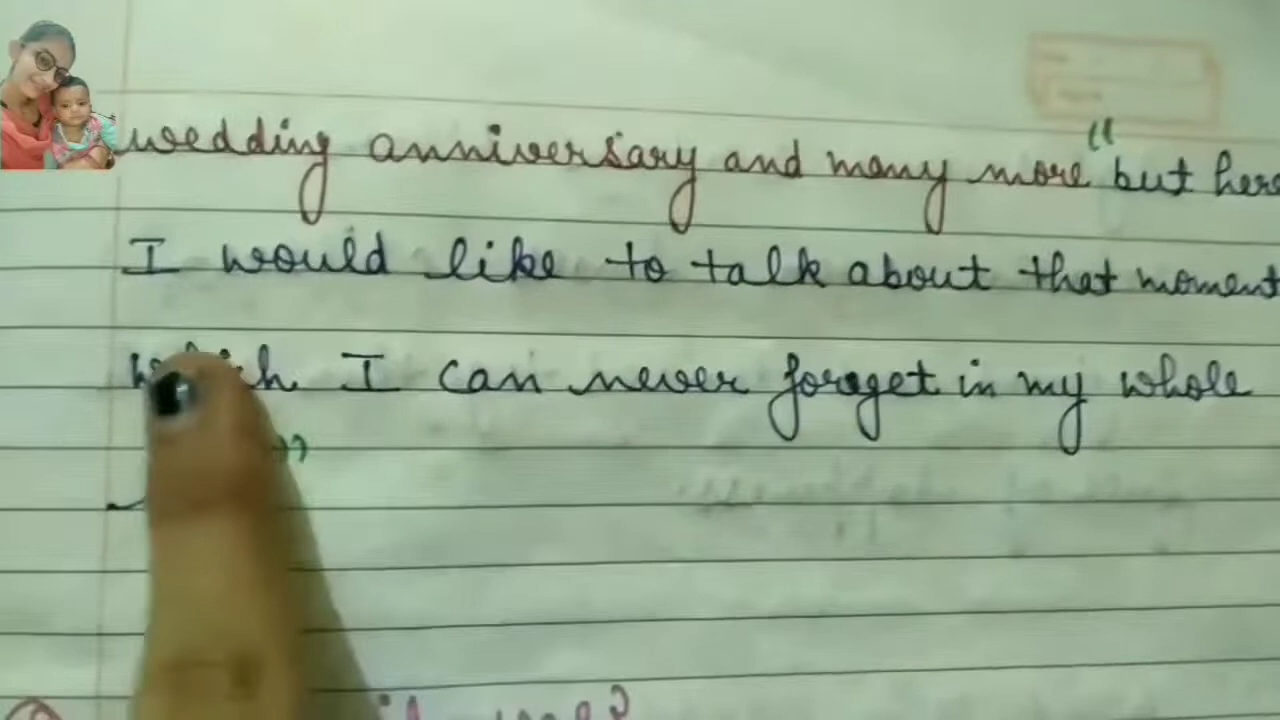 wedding anniversary and many more “ but here
I would like to talk about that moment
which I can never forget in my whole
”